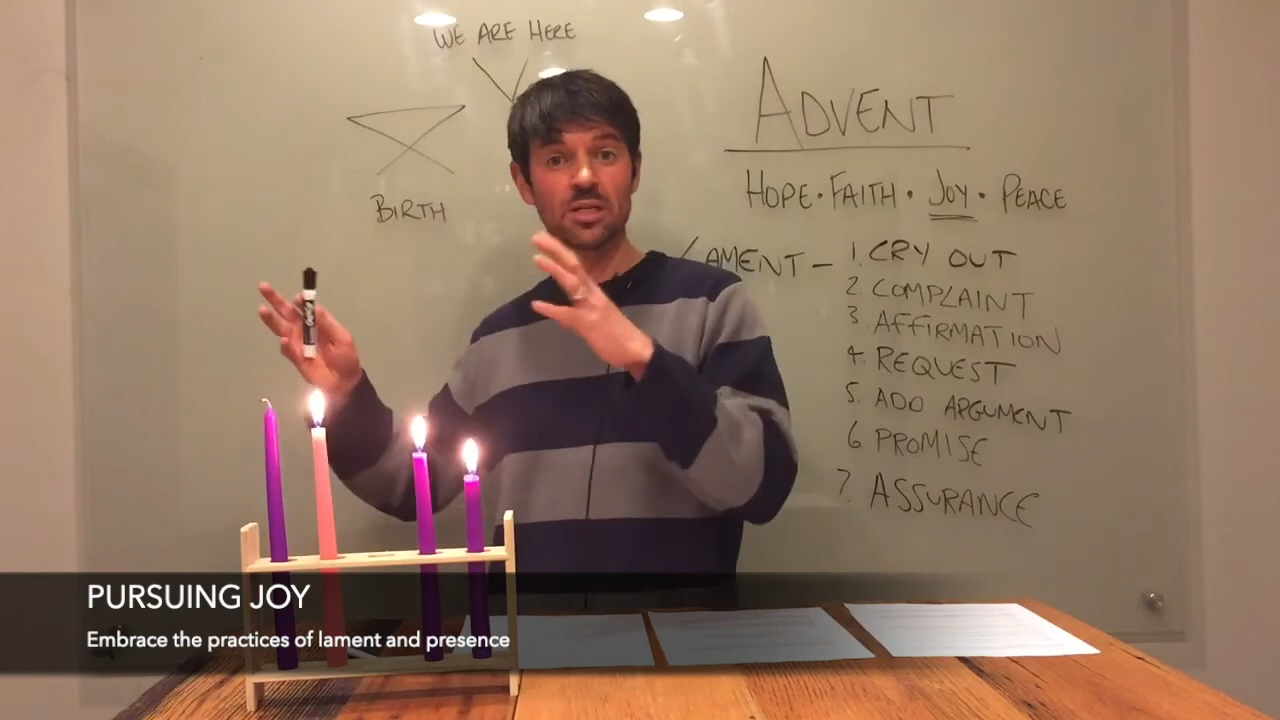 WE ARE HERE
BIRTH
ADVENT
HOPE · FAITH · JOY · PEACE
LAMENT – 1. CRY OUT
2. COMPLAINT
3. AFFIRMATION
4. REQUEST
5. ADD ARGUMENT
6 PROMISE
7. ASSURANCE
PURSUING JOY
Embrace the practices of lament and presence